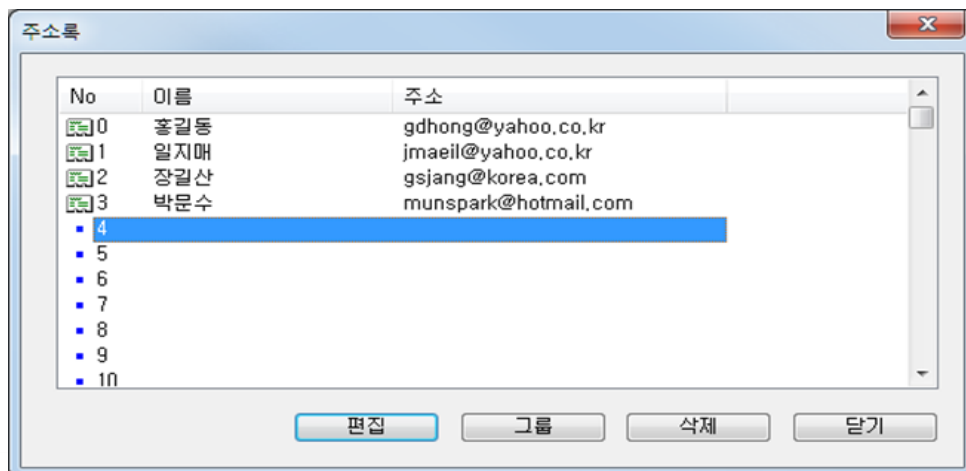 주소록
No 이름 주소
0 홍길동 gdhong@yahoo.co.kr
1 일지매 jmaeil@yahoo.co.kr
2 장길산 gsjang@korea.com
3 박문수 munspark@hotmail.com
4
5
6
7
8
9
10
편집 그룹 삭제 닫기